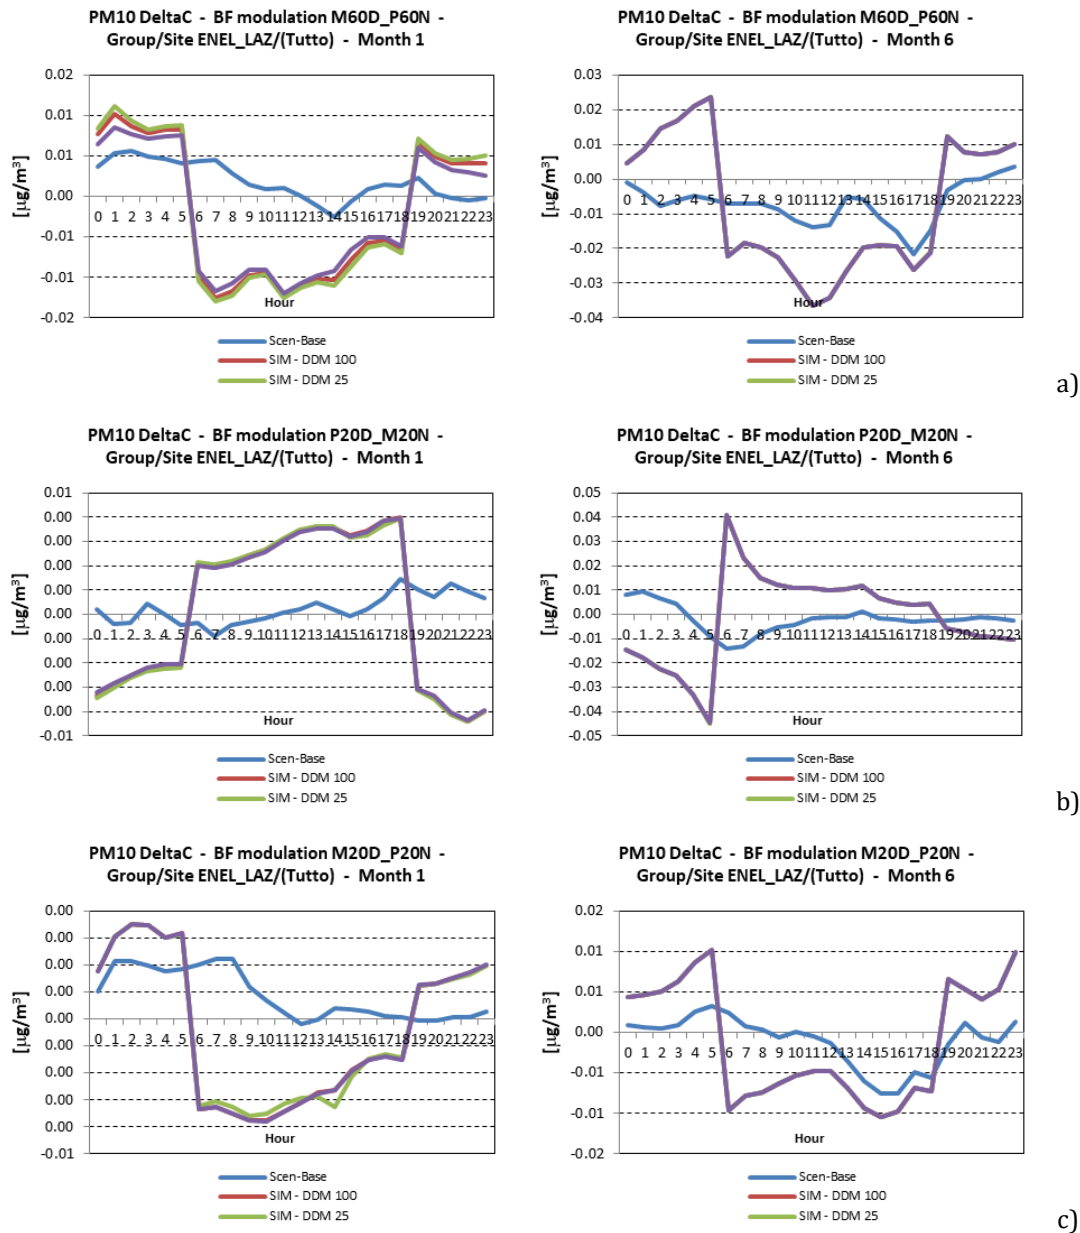 PM10 DeltaC - BF modulation M60D_P60N -
Group/Site ENEL_LAZ/(Tutto) - Month 1
0.02
0.01
0.01
0.00
-0.01
-0.01
-0.02
[µg/m³]
0 1 2 3 4 5 6 7 8 9 10 11 12 13 14 15 16 17 18 19 20 21 22 23
Hour
Scen-Base
SIM - DDM 100
SIM - DDM 25
PM10 DeltaC - BF modulation M60D_P60N -
Group/Site ENEL_LAZ/(Tutto) - Month 6
0.03
0.02
0.01
0.00
-0.01
-0.02
-0.03
-0.04
[µg/m³]
0 1 2 3 4 5 6 7 8 9 10 11 12 13 14 15 16 17 18 19 20 21 22 23
Hour
Scen-Base
SIM - DDM 100
SIM - DDM 25
a)
PM10 DeltaC - BF modulation P20D_M20N -
Group/Site ENEL_LAZ/(Tutto) - Month 1
0.01
0.00
0.00
0.00
0.00
0.00
0.00
0.00
0.00
0.00
-0.01
[µg/m³]
0 1 2 3 4 5 6 7 8 9 10 11 12 13 14 15 16 17 18 19 20 21 22 23
Hour
Scen-Base
SIM - DDM 100
SIM - DDM 25
PM10 DeltaC - BF modulation P20D_M20N -
Group/Site ENEL_LAZ/(Tutto) - Month 6
0.05
0.04
0.03
0.02
0.01
0.00
-0.01
-0.02
-0.03
-0.04
-0.05
[µg/m³]
0 1 2 3 4 5 6 7 8 9 10 11 12 13 14 15 16 17 18 19 20 21 22 23
Hour
Scen-Base
SIM - DDM 100
SIM - DDM 25
b)
PM10 DeltaC - BF modulation M20D_P20N -
Group/Site ENEL_LAZ/(Tutto) - Month 1
0.00
0.00
0.00
0.00
0.00
0.00
0.00
0.00
0.00
-0.01
[µg/m³]
0 1 2 3 4 5 6 7 8 9 10 11 12 13 14 15 16 17 18 19 20 21 22 23
Hour
Scen-Base
SIM - DDM 100
SIM - DDM 25
PM10 DeltaC - BF modulation M20D_P20N -
Group/Site ENEL_LAZ/(Tutto) - Month 6
0.02
0.01
0.01
0.00
-0.01
-0.01
-0.02
[µg/m³]
0 1 2 3 4 5 6 7 8 9 10 11 12 13 14 15 16 17 18 19 20 21 22 23
Hour
Scen-Base
SIM - DDM 100
SIM - DDM 25
c)